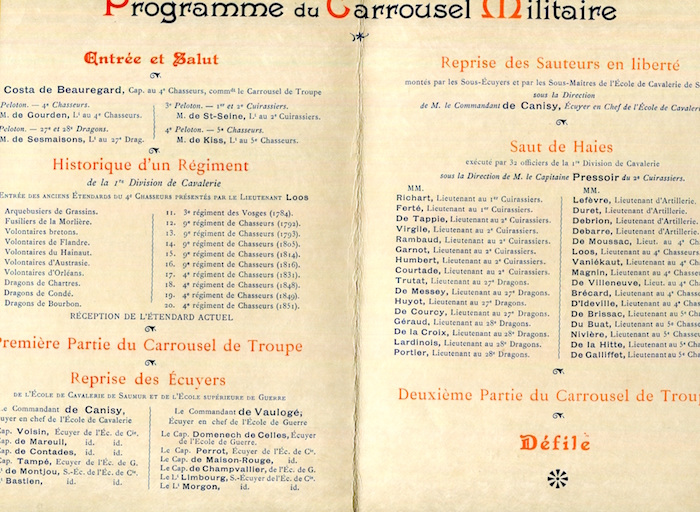 Programme du Carrousel Militaire
Entrée et Salut
Costa de Beauregard, Cap. au 4e Chasseurs, commdt le Carrousel de Troupe
Peloton. — 4e Chasseurs.
M. de Gourden, Lt au 4e Chasseurs.
Peloton. — 27e et 28e Dragons.
M. de Sesmaisons, Lt au 27e Drag.
3e Peloton. — 1er et 2e Cuirassiers.
M. de St-Seine, Lt au 2e Cuirassiers.
4e Peloton. — 5e Chasseurs.
M. de Kiss, Lt au 5e Chasseurs.
Historique d'un Régiment
de la 1re Division de Cavalerie
ENTRÉE DES ANCIENS ÉTENDARDS DU 4e CHASSEURS PRÉSENTÉS PAR LE LIEUTENANT LOOS
Arquebusiers de Grassins.
Fusiliers de la Morlière.
Volontaires bretons.
Volontaires de Flandre.
Volontaires du Hainaut.
Volontaires d'Austrasie.
Volontaires d'Orléans.
Dragons de Chartres.
Dragons de Condé.
Dragons de Bourbon.
11. 3e régiment des Vosges (1784).
12. 9e régiment de Chasseurs (1792).
13. 9e régiment de Chasseurs (1793).
14. 9e régiment de Chasseurs (1805).
15. 9e régiment de Chasseurs (1814).
16. 9e régiment de Chasseurs (1816).
17. 4e régiment de Chasseurs (1831).
18. 4e régiment de Chasseurs (1848).
19. 4e régiment de Chasseurs (1849).
20. 4e régiment de Chasseurs (1851).
RÉCEPTION DE L'ÉTENDARD ACTUEL
Première Partie du Carrousel de Troupe
Reprise des Écuyers
DE L'ÉCOLE DE CAVALERIE DE SAUMUR ET DE L'ÉCOLE SUPÉRIEURE DE GUERRE
Le Commandant de Canisy,
Écuyer en chef de l'École de Cavalerie
Cap. Voisin, Écuyer de l'Éc. de Cie.
Cap. de Mareuil, id. id.
Cap. de Contades, id. id.
Cap. Tampé, Écuyer de l'Éc. de G.
Lt de Montjou, S.-Éc. de l'Éc. de Cie.
Lt Bastien, id. id.
Le Commandant de Vaulogé;
Écuyer en chef de l'École de Guerre
Le Cap. Domenech de Celles, Écuyer
de l'École de Guerre.
Le Cap. Perrot, Écuyer de l'Éc. de Cie.
Le Cap. de Maison-Rouge, id.
Le Cap. de Champvallier, de l'Éc. de G.
Le Lt Limbourg, S.-Écuyer de l'Éc. de Cie.
Le Lt Morgon, id. id.
Reprise des Sauteurs en liberté
montés par les Sous-Écuyers et par les Sous-Maîtres de l'École de Cavalerie de S
sous la Direction
de M. le Commandant de Canisy, Écuyer en Chef de l'École de Cavalerie
Saut de Haies
exécuté par 32 officiers de la 1re Division de Cavalerie
sous la Direction de M. le Capitaine Pressoir du 2e Cuirassiers.
MM.
Richart, Lieutenant au 1er Cuirassiers.
Ferté, Lieutenant au 1er Cuirassiers.
De Tappie, Lieutenant au 2e Cuirassiers.
Virgile, Lieutenant au 2e Cuirassiers.
Rambaud, Lieutenant au 2e Cuirassiers.
Garnot, Lieutenant au 2e Cuirassiers.
Humbert, Lieutenant au 2e Cuirassiers.
Courtade, Lieutenant au 2e Cuirassiers.
Trutat, Lieutenant au 27e Dragons.
De Messey, Lieutenant au 27e Dragons.
Huyot, Lieutenant au 27e Dragons.
De Courcy, Lieutenant au 27e Dragons.
Géraud, Lieutenant au 28e Dragons.
De la Croix, Lieutenant au 28e Dragons.
Lardinois, Lieutenant au 28e Dragons.
Portier, Lieutenant au 28e Dragons.
MM.
Lefèvre, Lieutenant d'Artillerie.
Duret, Lieutenant d'Artillerie.
Debrion, Lieutenant d'Artillerie.
Debarre, Lieutenant d'Artillerie.
De Moussac, Lieut. au 4e Ch
Loos, Lieutenant au 4e Chasseurs.
Vaniékaut, Lieutenant au 4e Chas
Magnin, Lieutenant au 4e Chas
De Villeneuve, Lieut. au 4e Ch
Brécard, Lieutenant au 4e Chas
D'Ideville, Lieutenant au 4e Chas
De Brissac, Lieutenant au 5e Ch
Du Buat, Lieutenant au 5e Chas
Nivière, Lieutenant au 5e Chas
De la Hitte, Lieutenant au 5e Ch
De Galliffet, Lieutenant au 5e Ch
Deuxième Partie du Carrousel de Troup
Défilé